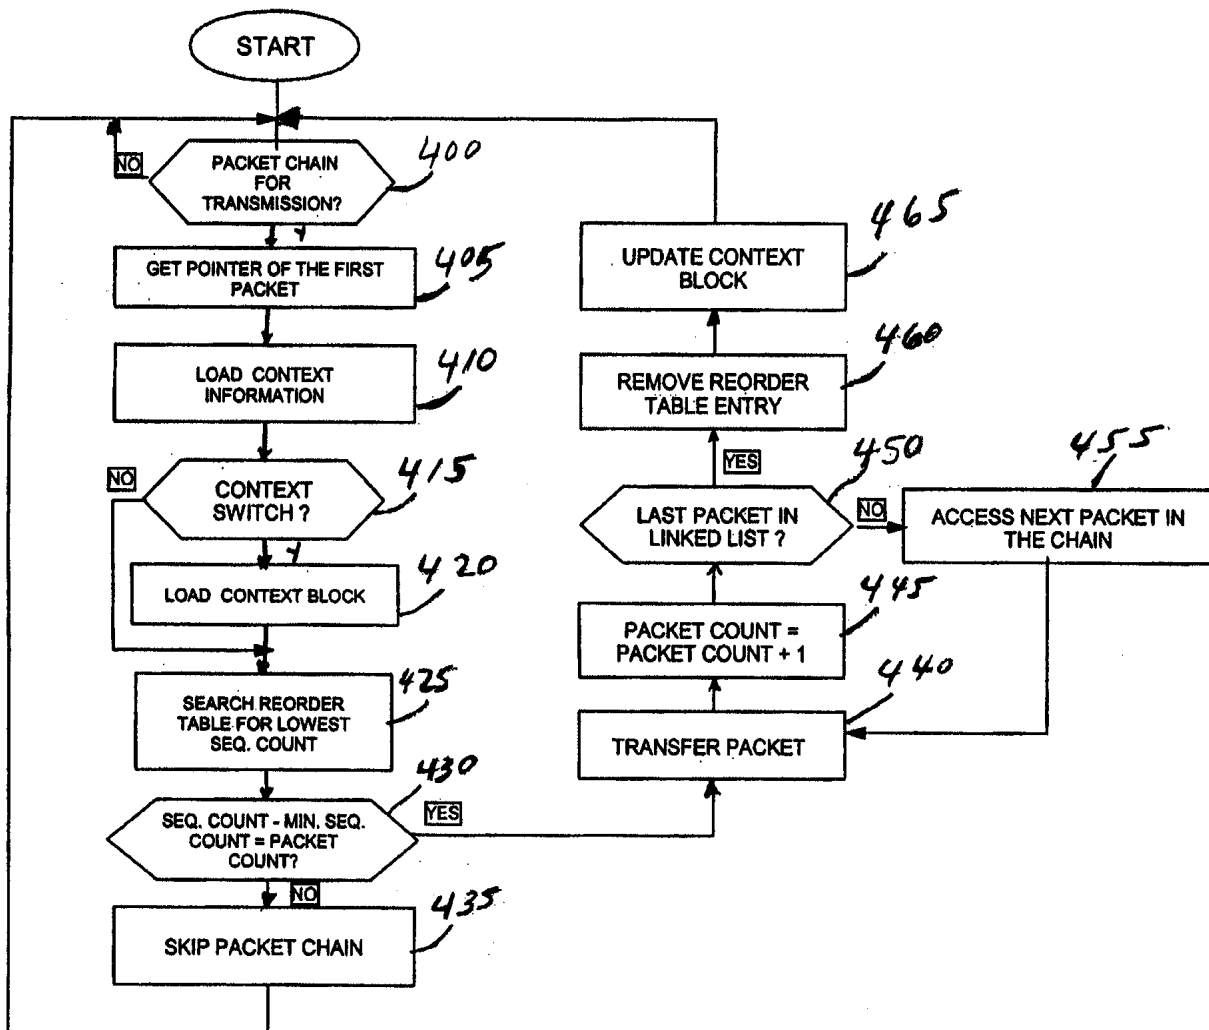 START
NO
PACKET CHAIN
FOR
TRANSMISSION?
400
Y
GET POINTER OF THE FIRST
PACKET
405
LOAD CONTEXT
INFORMATION
410
NO
CONTEXT
SWITCH ?
415
Y
LOAD CONTEXT BLOCK
420
SEARCH REORDER
TABLE FOR LOWEST
SEQ. COUNT
425
SEQ. COUNT - MIN. SEQ.
COUNT = PACKET
COUNT?
430
YES
NO
SKIP PACKET CHAIN
435
UPDATE CONTEXT
BLOCK
465
REMOVE REORDER
TABLE ENTRY
460
YES
LAST PACKET IN
LINKED LIST ?
450
NO
ACCESS NEXT PACKET IN
THE CHAIN
455
PACKET COUNT =
PACKET COUNT + 1
445
TRANSFER PACKET
440